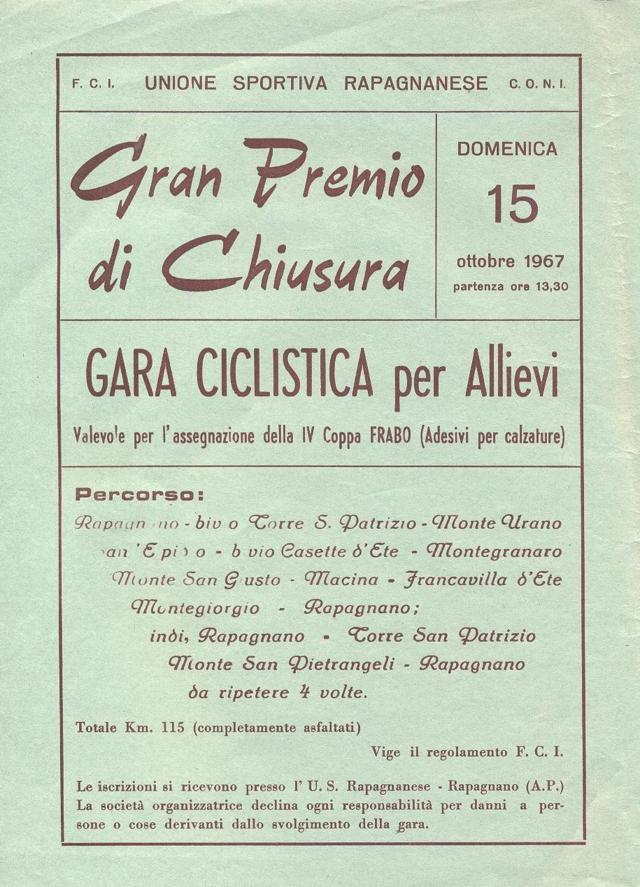 F. C. I. UNIONE SPORTIVA RAPAGNANESE C. O. N. I.
Gran Premio
di Chiusura
DOMENICA
15
ottobre 1967
partenza ore 13,30
GARA CICLISTICA per Allievi
Valevole per l'assegnazione della IV Coppa FRABO (Adesivi per calzature)
Percorso:
Rapagnano - bivio Torre S. Patrizio - Monte Urano
- bivio Casette d'Ete - Montegranaro
Monte San Giusto - Macina - Francavilla d'Ete
Montegiorgio - Rapagnano;
indi, Rapagnano - Torre San Patrizio
Monte San Pietrangeli - Rapagnano
da ripetere 4 volte.
Totale Km. 115 (completamente asfaltati)
Vige il regolamento F. C. I.
Le iscrizioni si ricevono presso l'U. S. Rapagnanese - Rapagnano (A.P.)
La società organizzatrice declina ogni responsabilità per danni a per-
sone o cose derivanti dallo svolgimento della gara.